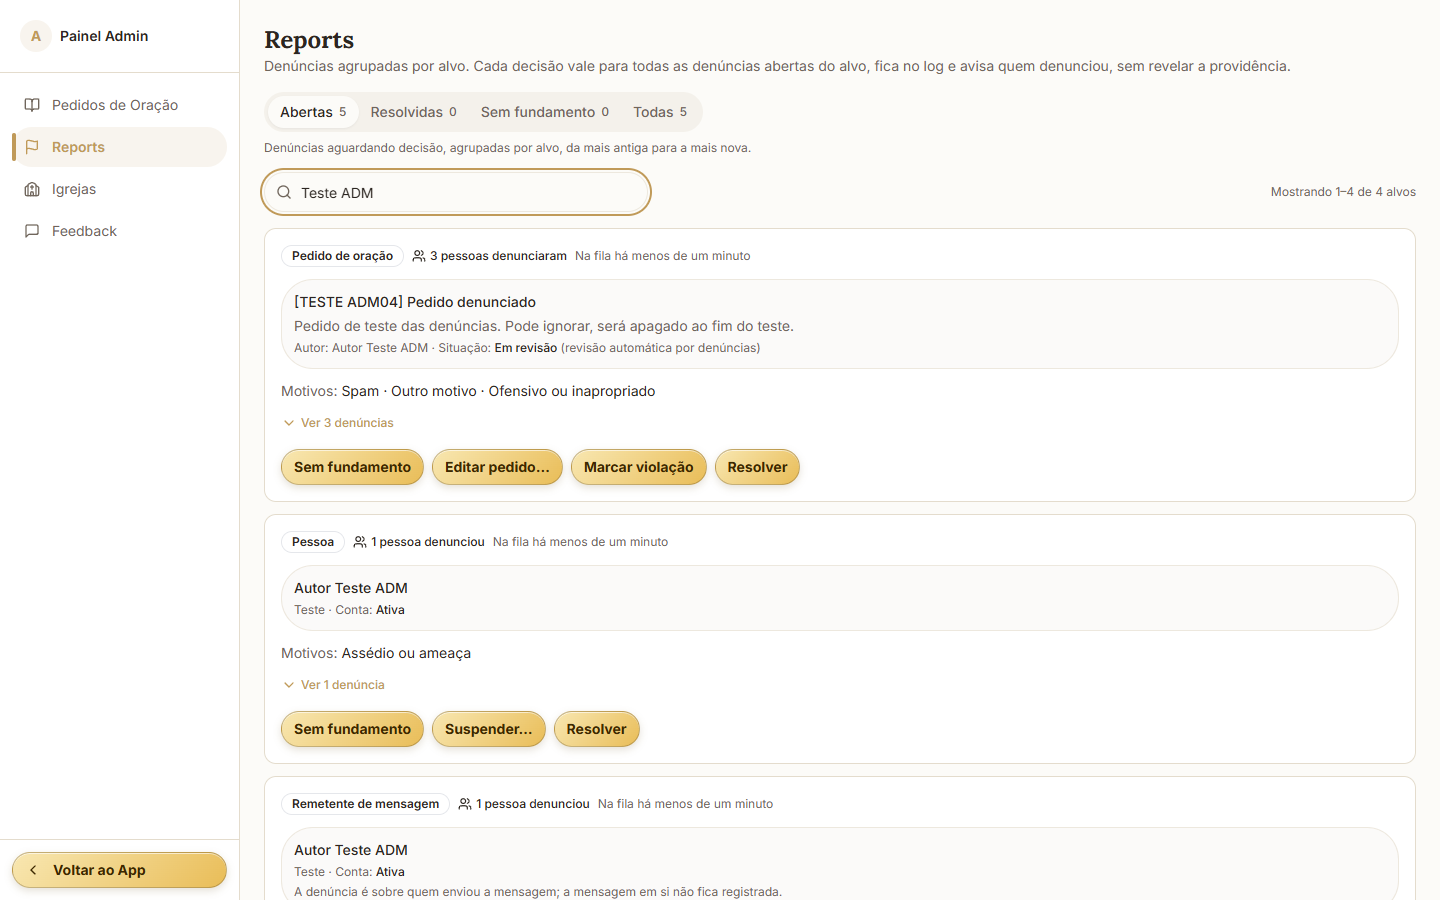 A Painel Admin
Pedidos de Oração
Reports
Igrejas
Feedback
Voltar ao App
Reports
Denúncias agrupadas por alvo. Cada decisão vale para todas as denúncias abertas do alvo, fica no log e avisa quem denunciou, sem revelar a providência.
Abertas 5 Resolvidas 0 Sem fundamento 0 Todas 5
Denúncias aguardando decisão, agrupadas por alvo, da mais antiga para a mais nova.
Teste ADM
Mostrando 1–4 de 4 alvos
Pedido de oração 3 pessoas denunciaram Na fila há menos de um minuto
[TESTE ADM04] Pedido denunciado
Pedido de teste das denúncias. Pode ignorar, será apagado ao fim do teste.
Autor: Autor Teste ADM · Situação: Em revisão (revisão automática por denúncias)
Motivos: Spam · Outro motivo · Ofensivo ou inapropriado
Ver 3 denúncias
Sem fundamento Editar pedido... Marcar violação Resolver
Pessoa 1 pessoa denunciou Na fila há menos de um minuto
Autor Teste ADM
Teste · Conta: Ativa
Motivos: Assédio ou ameaça
Ver 1 denúncia
Sem fundamento Suspender... Resolver
Remetente de mensagem 1 pessoa denunciou Na fila há menos de um minuto
Autor Teste ADM
Teste · Conta: Ativa
A denúncia é sobre quem enviou a mensagem; a mensagem em si não fica registrada.